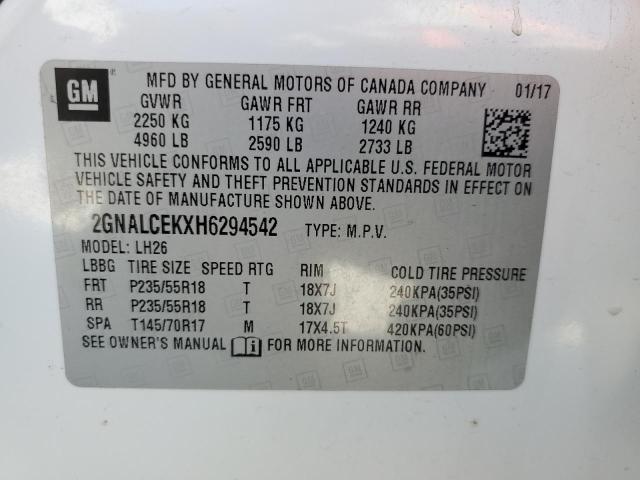 GM MFD BY GENERAL MOTORS OF CANADA COMPANY 01/17
GVWR GAWR FRT GAWR RR
2250 KG 1175 KG 1240 KG
4960 LB 2590 LB 2733 LB
THIS VEHICLE CONFORMS TO ALL APPLICABLE U.S. FEDERAL MOTOR
VEHICLE SAFETY AND THEFT PREVENTION STANDARDS IN EFFECT ON
THE DATE OF MANUFACTURE SHOWN ABOVE.
2GNALCEKXH6294542 TYPE: M.P.V.
MODEL: LH26
LBBG TIRE SIZE SPEED RTG RIM COLD TIRE PRESSURE
FRT P235/55R18 T 18X7J 240KPA(35PSI)
RR P235/55R18 T 18X7J 240KPA(35PSI)
SPA T145/70R17 M 17X4.5T 420KPA(60PSI)
SEE OWNER'S MANUAL FOR MORE INFORMATION.